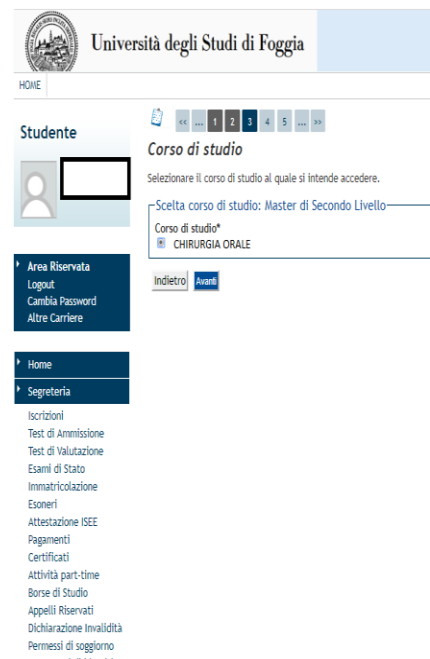 Università degli Studi di Foggia
HOME
Studente
<< ... 1 2 3 4 5 ... >>
Corso di studio
Selezionare il corso di studio al quale si intende accedere.
Scelta corso di studio: Master di Secondo Livello
Corso di studio*
CHIRURGIA ORALE
Indietro Avanti
Area Riservata
Logout
Cambia Password
Altre Carriere
Home
Segreteria
Iscrizioni
Test di Ammissione
Test di Valutazione
Esami di Stato
Immatricolazione
Esoneri
Attestazione ISEE
Pagamenti
Certificati
Attività part-time
Borse di Studio
Appelli Riservati
Dichiarazione Invalidità
Permessi di soggiorno